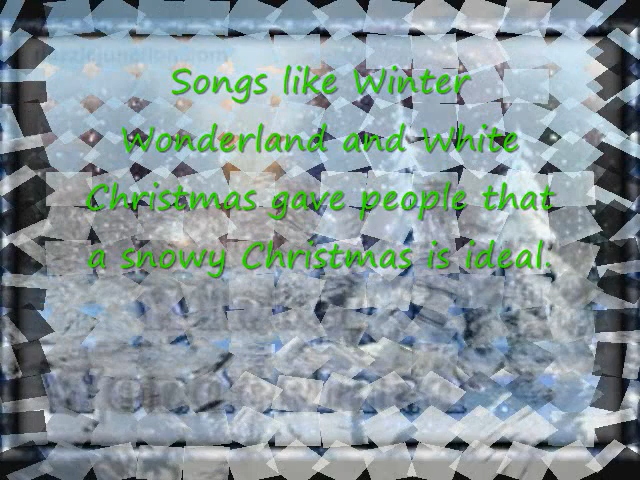 Songs like Winter
Wonderland and White
Christmas gave people that
a snowy Christmas is ideal.